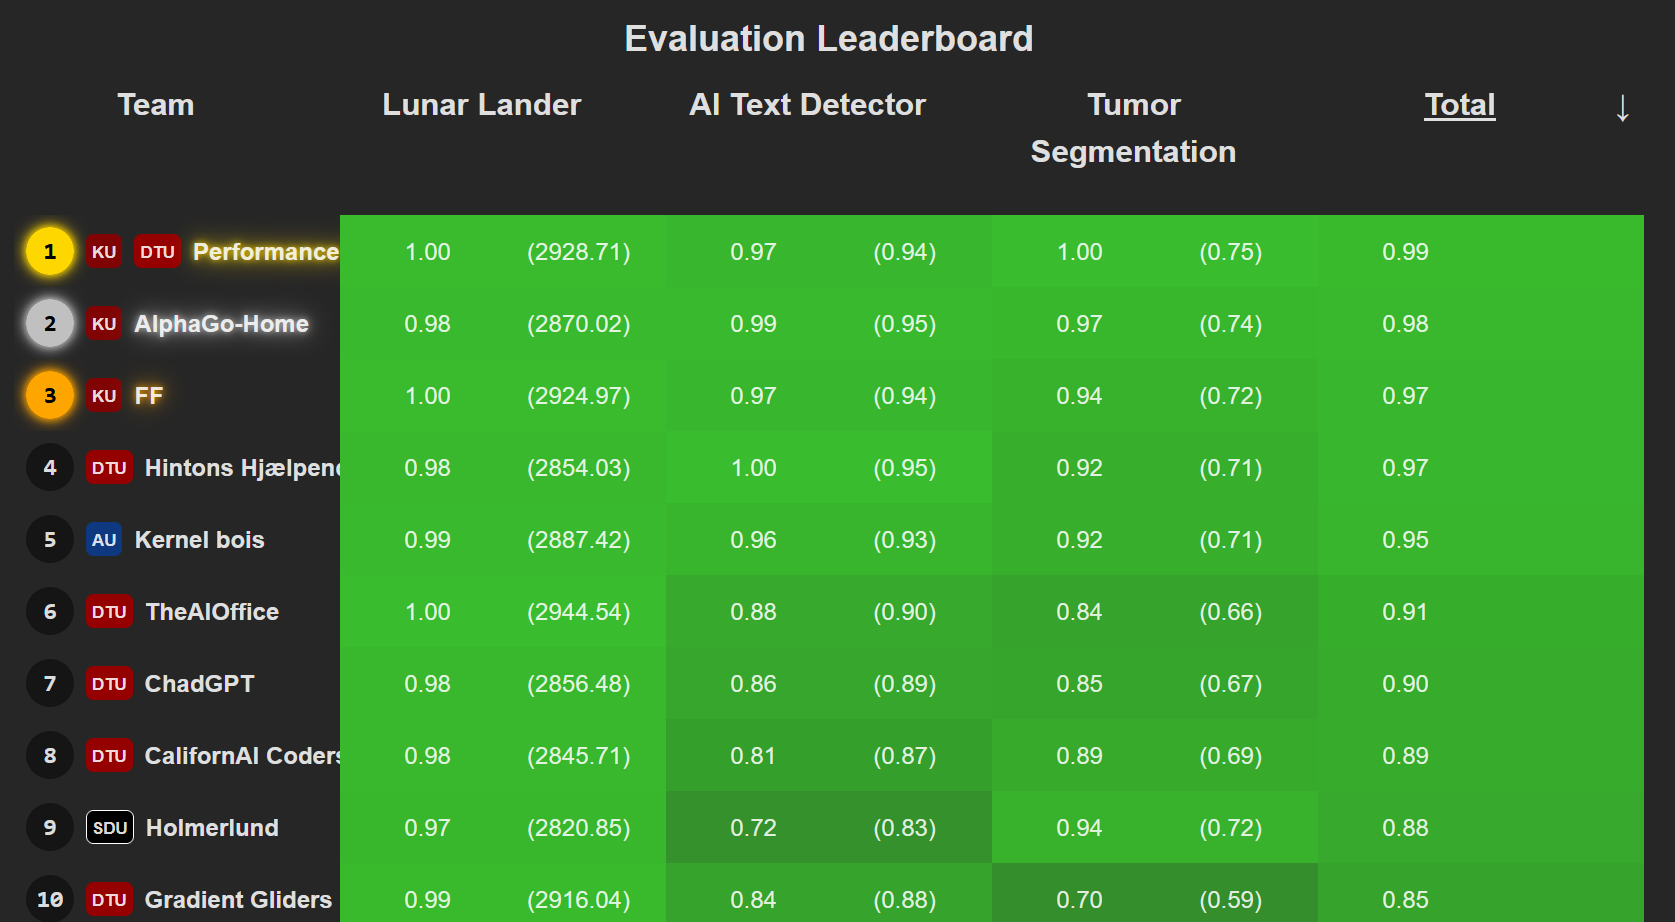 Evaluation Leaderboard
Team Lunar Lander AI Text Detector Tumor Segmentation Total ↓
1 KU DTU Performance 1.00 (2928.71) 0.97 (0.94) 1.00 (0.75) 0.99
2 KU AlphaGo-Home 0.98 (2870.02) 0.99 (0.95) 0.97 (0.74) 0.98
3 KU FF 1.00 (2924.97) 0.97 (0.94) 0.94 (0.72) 0.97
4 DTU Hintons Hjælpen 0.98 (2854.03) 1.00 (0.95) 0.92 (0.71) 0.97
5 AU Kernel bois 0.99 (2887.42) 0.96 (0.93) 0.92 (0.71) 0.95
6 DTU TheAIOffice 1.00 (2944.54) 0.88 (0.90) 0.84 (0.66) 0.91
7 DTU ChadGPT 0.98 (2856.48) 0.86 (0.89) 0.85 (0.67) 0.90
8 DTU CalifornAI Coders 0.98 (2845.71) 0.81 (0.87) 0.89 (0.69) 0.89
9 SDU Holmerlund 0.97 (2820.85) 0.72 (0.83) 0.94 (0.72) 0.88
10 DTU Gradient Gliders 0.99 (2916.04) 0.84 (0.88) 0.70 (0.59) 0.85